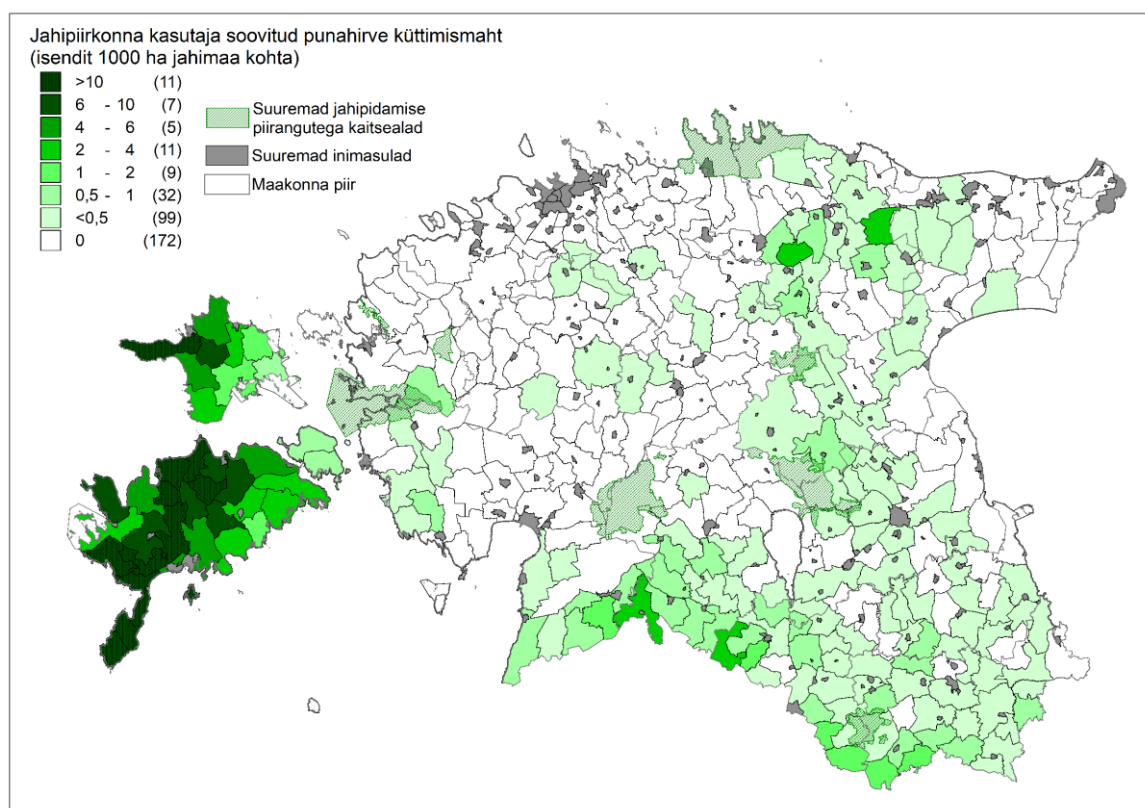 Jahipiirkonna kasutaja soovitud punahirve küttimismaht
(isendit 1000 ha jahimaa kohta)
>10 (11)
6 - 10 (7)
4 - 6 (5)
2 - 4 (11)
1 - 2 (9)
0,5 - 1 (32)
<0,5 (99)
0 (172)
Suuremad jahipidamise
piirangutega kaitsealad
Suuremad inimasulad
Maakonna piir